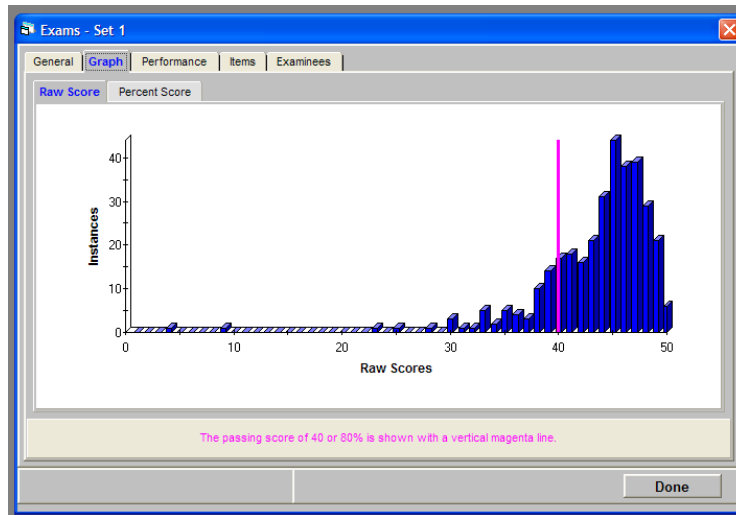 Exams - Set 1
General Graph Performance Items Examinees
Raw Score Percent Score
40
30
20
10
0
Instances
0 10 20 30 40 50
Raw Scores
The passing score of 40 or 80% is shown with a vertical magenta line.
Done